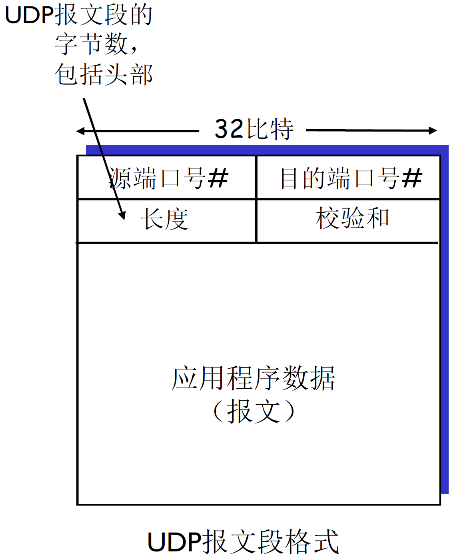 UDP报文段的
字节数，
包括头部
32比特
源端口号#
目的端口号#
长度
校验和
应用程序数据
（报文）
UDP报文段格式